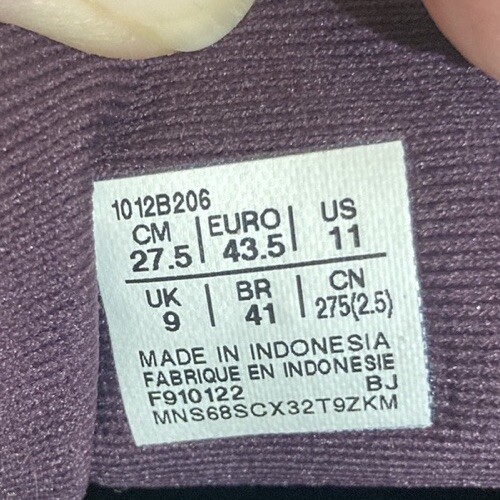 1012B206
CM | EURO | US
27.5 | 43.5 | 11
UK | BR | CN
9 | 41 | 275(2.5)
MADE IN INDONESIA
FABRIQUE EN INDONESIE
F910122 BJ
MNS68SCX32T9ZKM